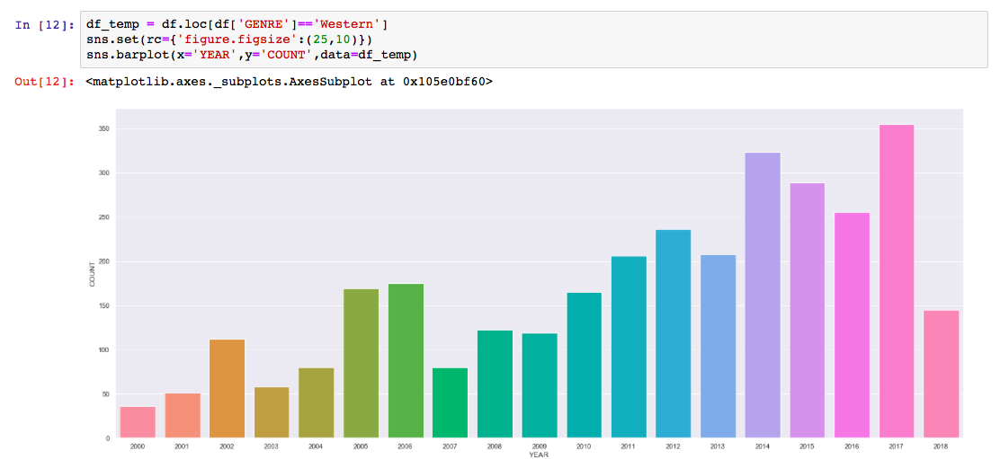 In [12]: df_temp = df.loc[df['GENRE']=='Western']
sns.set(rc={'figure.figsize':(25,10)})
sns.barplot(x='YEAR',y='COUNT',data=df_temp)
Out[12]: <matplotlib.axes._subplots.AxesSubplot at 0x105e0bf60>
350
300
250
200
150
100
50
0
COUNT
2000 2001 2002 2003 2004 2005 2006 2007 2008 2009 2010 2011 2012 2013 2014 2015 2016 2017 2018
YEAR